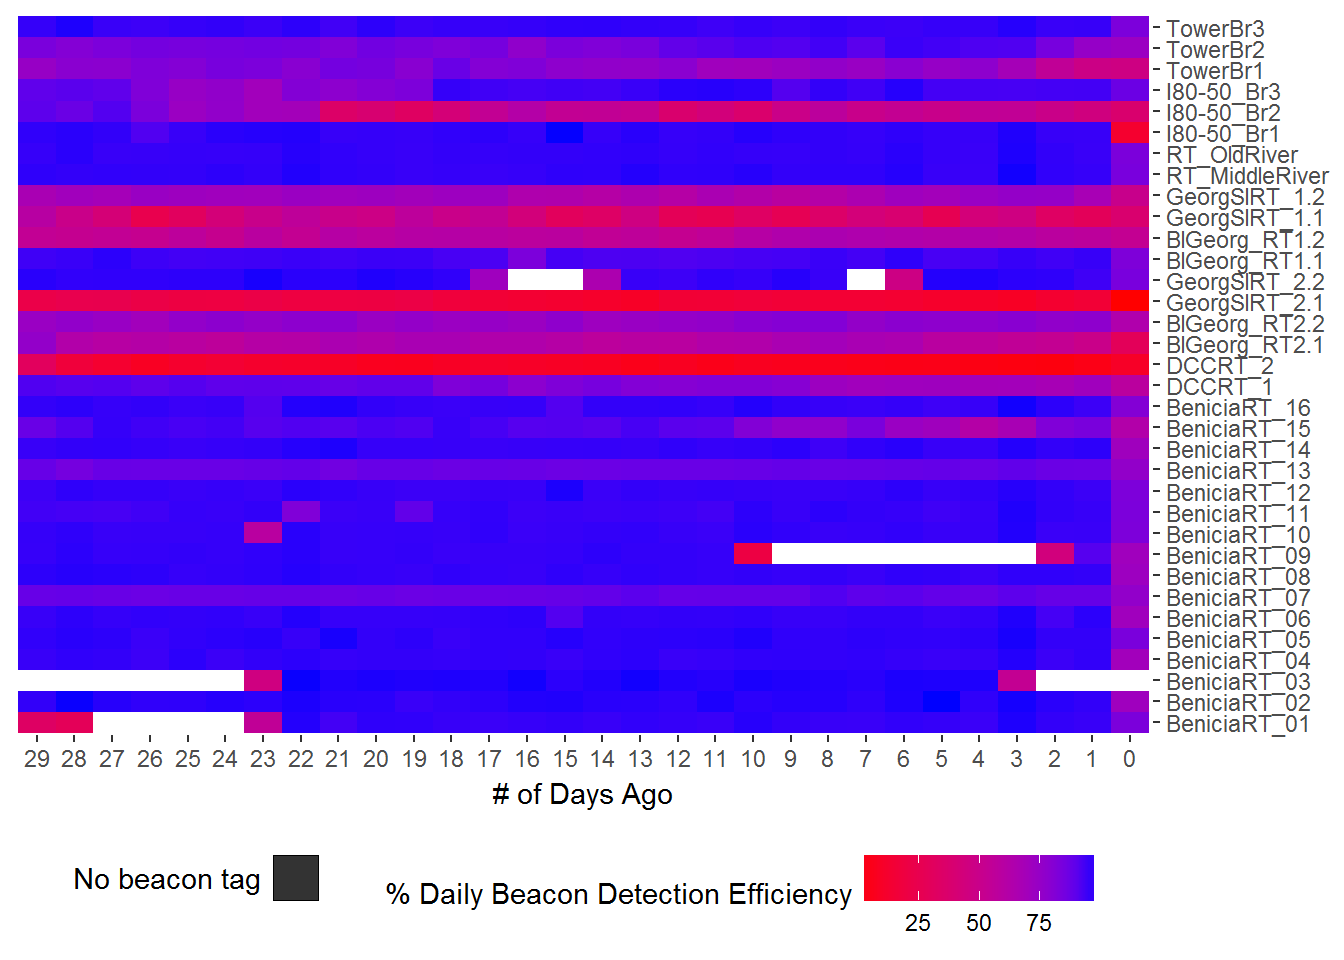 TowerBr3
TowerBr2
TowerBr1
I80-50_Br3
I80-50_Br2
I80-50_Br1
RT_OldRiver
RT_MiddleRiver
GeorgSlRT_1.2
GeorgSlRT_1.1
BlGeorg_RT1.2
BlGeorg_RT1.1
GeorgSlRT_2.2
GeorgSlRT_2.1
BlGeorg_RT2.2
BlGeorg_RT2.1
DCCRT_2
DCCRT_1
BeniciaRT_16
BeniciaRT_15
BeniciaRT_14
BeniciaRT_13
BeniciaRT_12
BeniciaRT_11
BeniciaRT_10
BeniciaRT_09
BeniciaRT_08
BeniciaRT_07
BeniciaRT_06
BeniciaRT_05
BeniciaRT_04
BeniciaRT_03
BeniciaRT_02
BeniciaRT_01
29 28 27 26 25 24 23 22 21 20 19 18 17 16 15 14 13 12 11 10 9 8 7 6 5 4 3 2 1 0
# of Days Ago
No beacon tag
% Daily Beacon Detection Efficiency
25 50 75